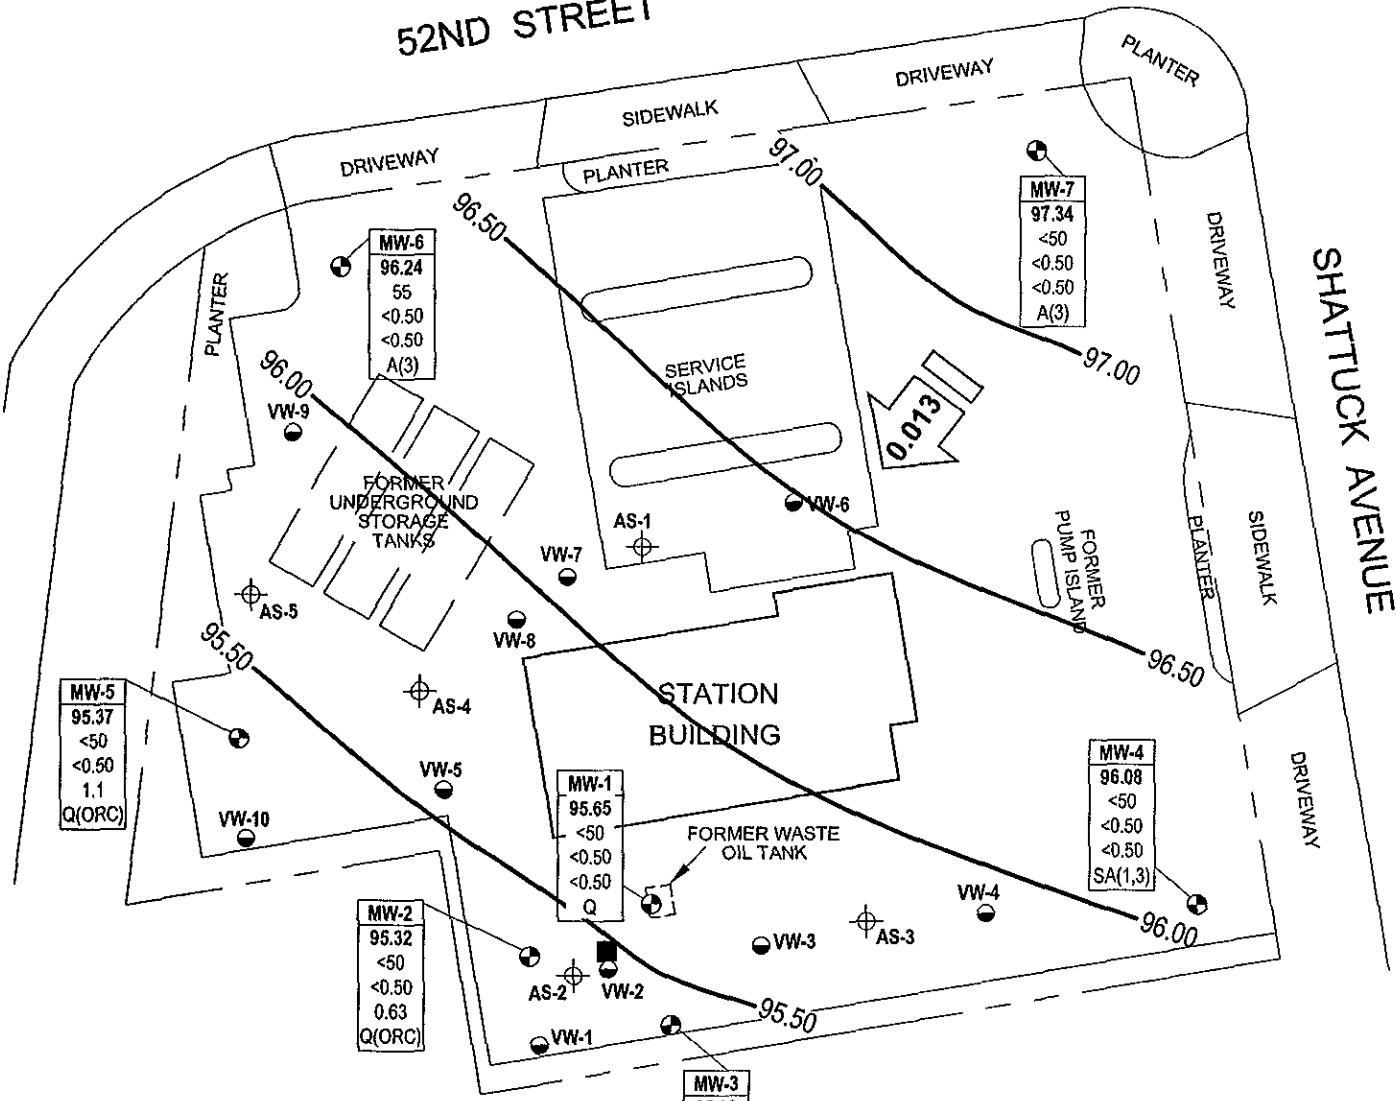 52ND STREET
PLANTER
DRIVEWAY
SIDEWALK
DRIVEWAY
PLANTER
97.00
MW-7
97.34
<50
<0.50
<0.50
A(3)
DRIVEWAY
SHATTUCK AVENUE
96.50
MW-6
96.24
55
<0.50
<0.50
A(3)
PLANTER
SERVICE
ISLANDS
97.00
0.013
96.00
VW-9
FORMER
UNDERGROUND
STORAGE
TANKS
AS-1
VW-6
VW-7
FORMER
PUMP ISLAND
PLANTER
SIDEWALK
AS-5
VW-8
95.50
96.50
MW-5
95.37
<50
<0.50
1.1
Q(ORC)
AS-4
STATION
BUILDING
VW-5
VW-10
MW-1
95.65
<50
<0.50
<0.50
Q
FORMER WASTE
OIL TANK
MW-4
96.08
<50
<0.50
<0.50
SA(1,3)
DRIVEWAY
VW-4
96.00
AS-3
VW-3
MW-2
95.32
<50
<0.50
0.63
Q(ORC)
AS-2
VW-2
95.50
VW-1
MW-3